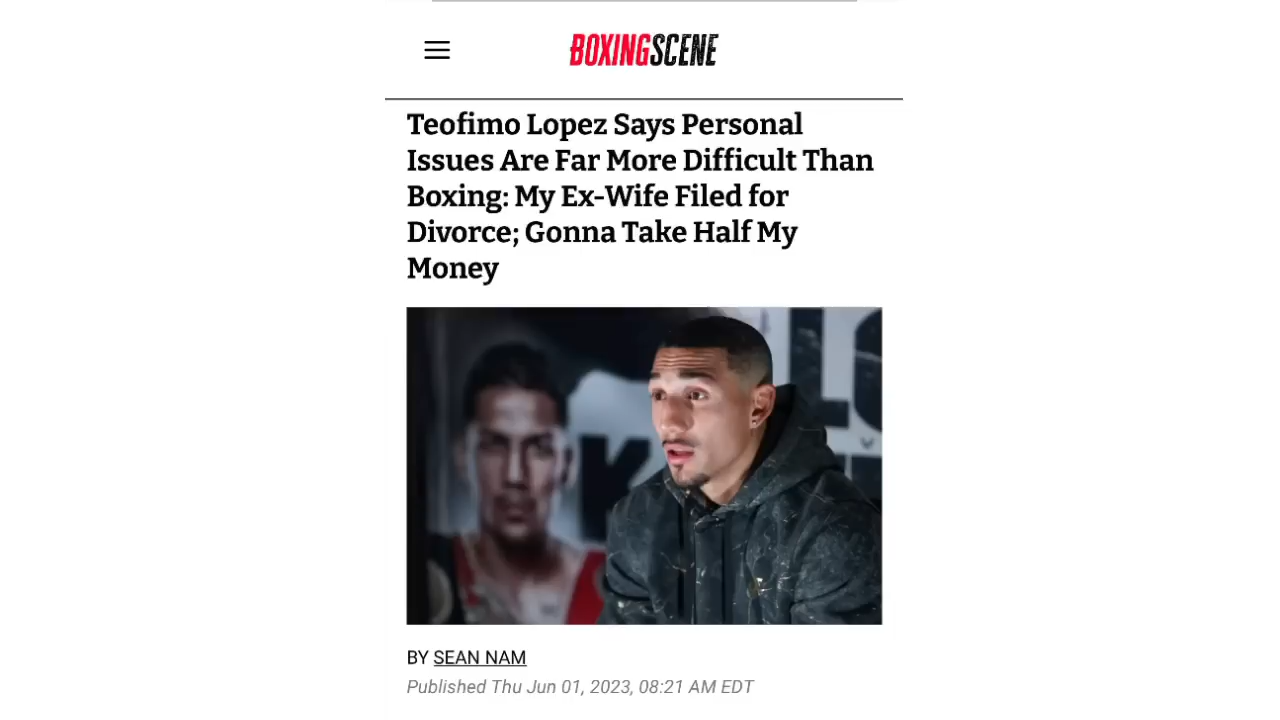 BOXINGSCENE
Teofimo Lopez Says Personal
Issues Are Far More Difficult Than
Boxing: My Ex-Wife Filed for
Divorce; Gonna Take Half My
Money
BY SEAN NAM
Published Thu Jun 01, 2023, 08:21 AM EDT